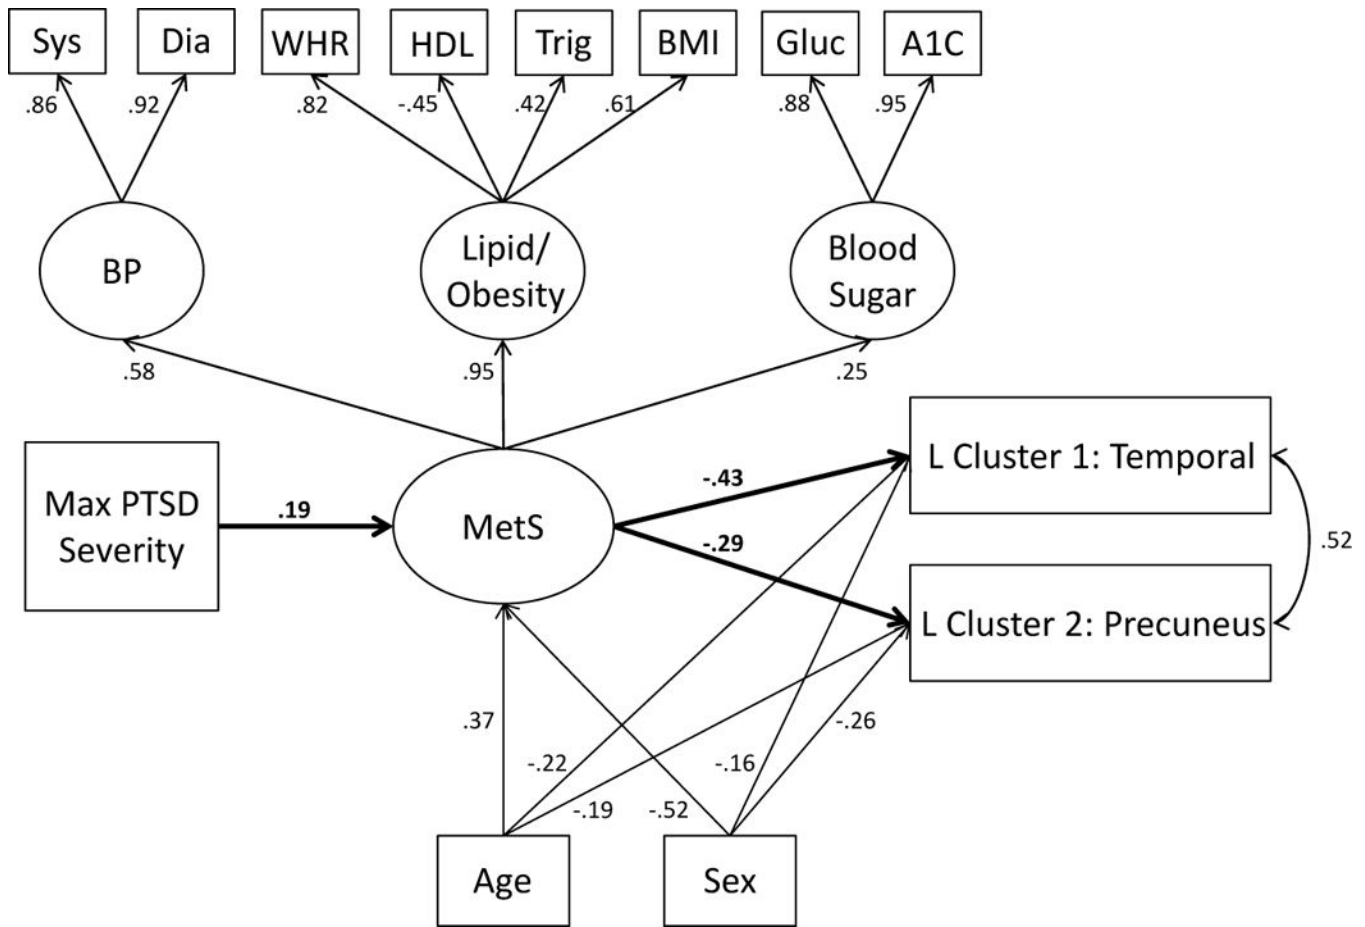 Sys
Dia
WHR
HDL
Trig
BMI
Gluc
A1C
.86
.92
.82
-.45
.42
.61
.88
.95
BP
Lipid/
Obesity
Blood
Sugar
.58
.95
.25
Max PTSD
Severity
.19
MetS
-.43
-.29
L Cluster 1: Temporal
L Cluster 2: Precuneus
.52
.37
-.22
-.19
-.52
-.16
-.26
Age
Sex